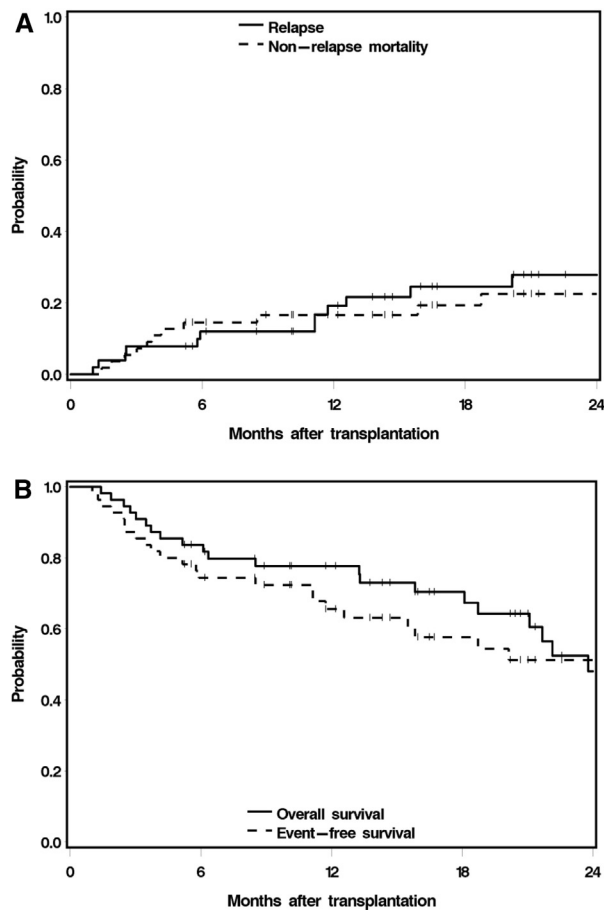 A
1.0
Relapse
Non-relapse mortality
0.8
0.6
0.4
0.2
0.0
Probability
0 6 12 18 24
Months after transplantation
B
1.0
0.8
0.6
0.4
0.2
0.0
Probability
Overall survival
Event-free survival
0 6 12 18 24
Months after transplantation